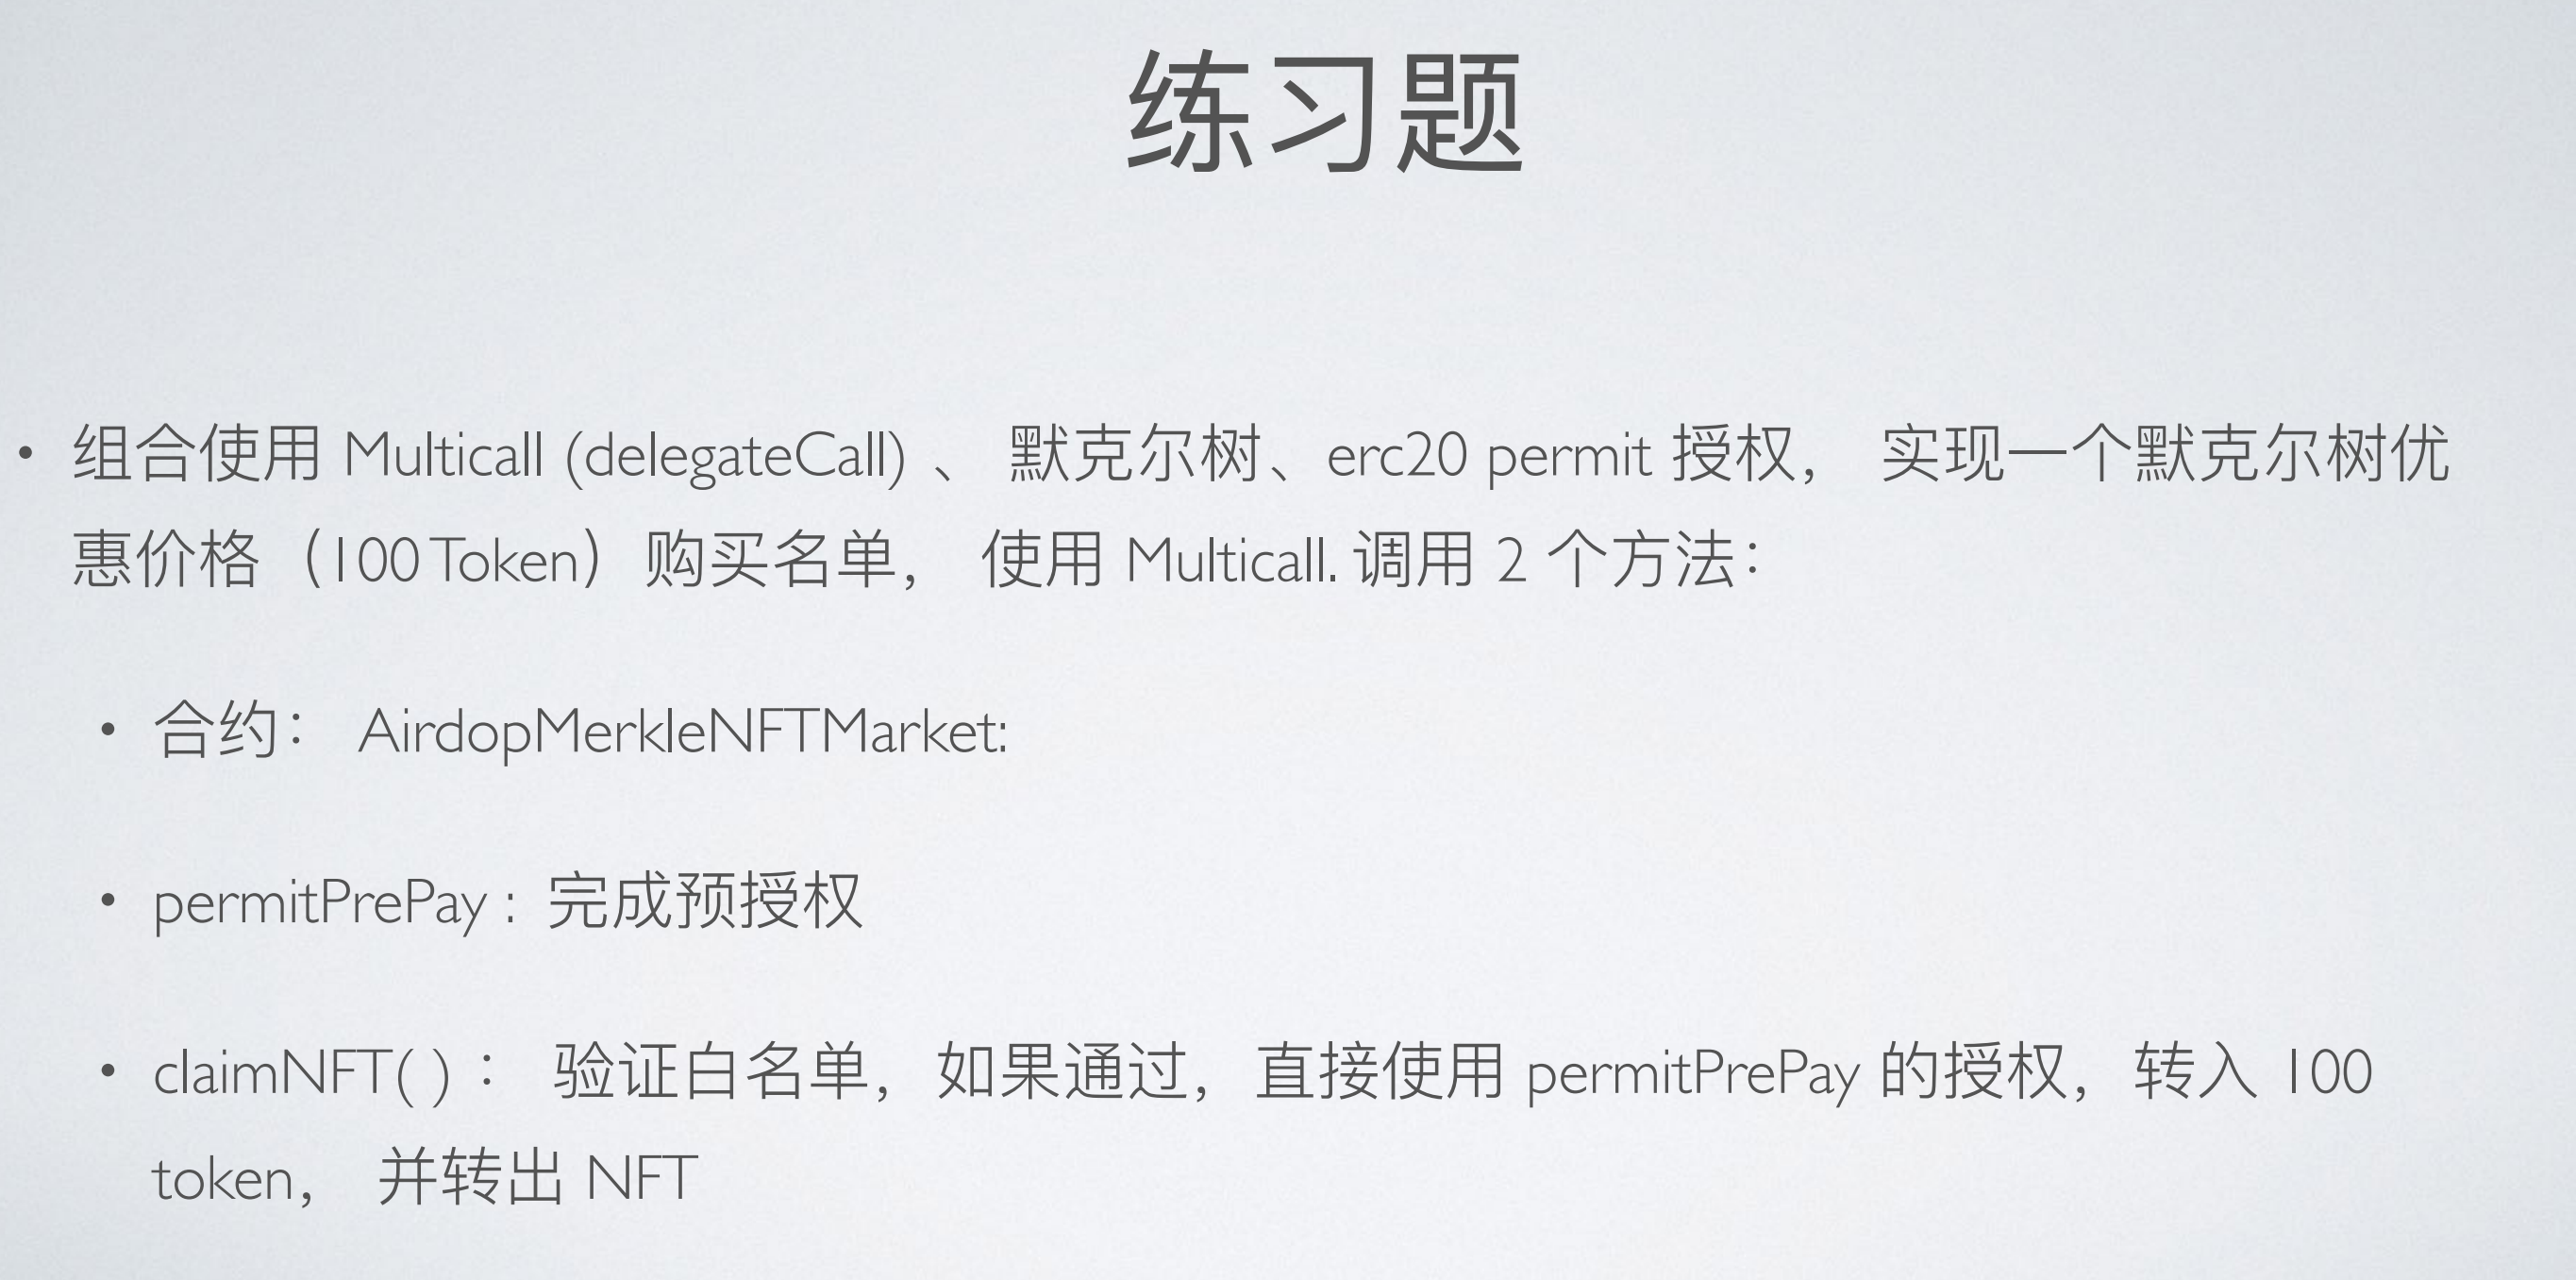 练习题
• 组合使用 Multicall (delegateCall) 、 默克尔树、erc20 permit 授权， 实现一个默克尔树优
惠价格（100 Token）购买名单， 使用 Multicall. 调用 2 个方法：
• 合约： AirdopMerkleNFTMarket:
• permitPrePay : 完成预授权
• claimNFT( ) ： 验证白名单，如果通过，直接使用 permitPrePay 的授权，转入 100
token， 并转出 NFT